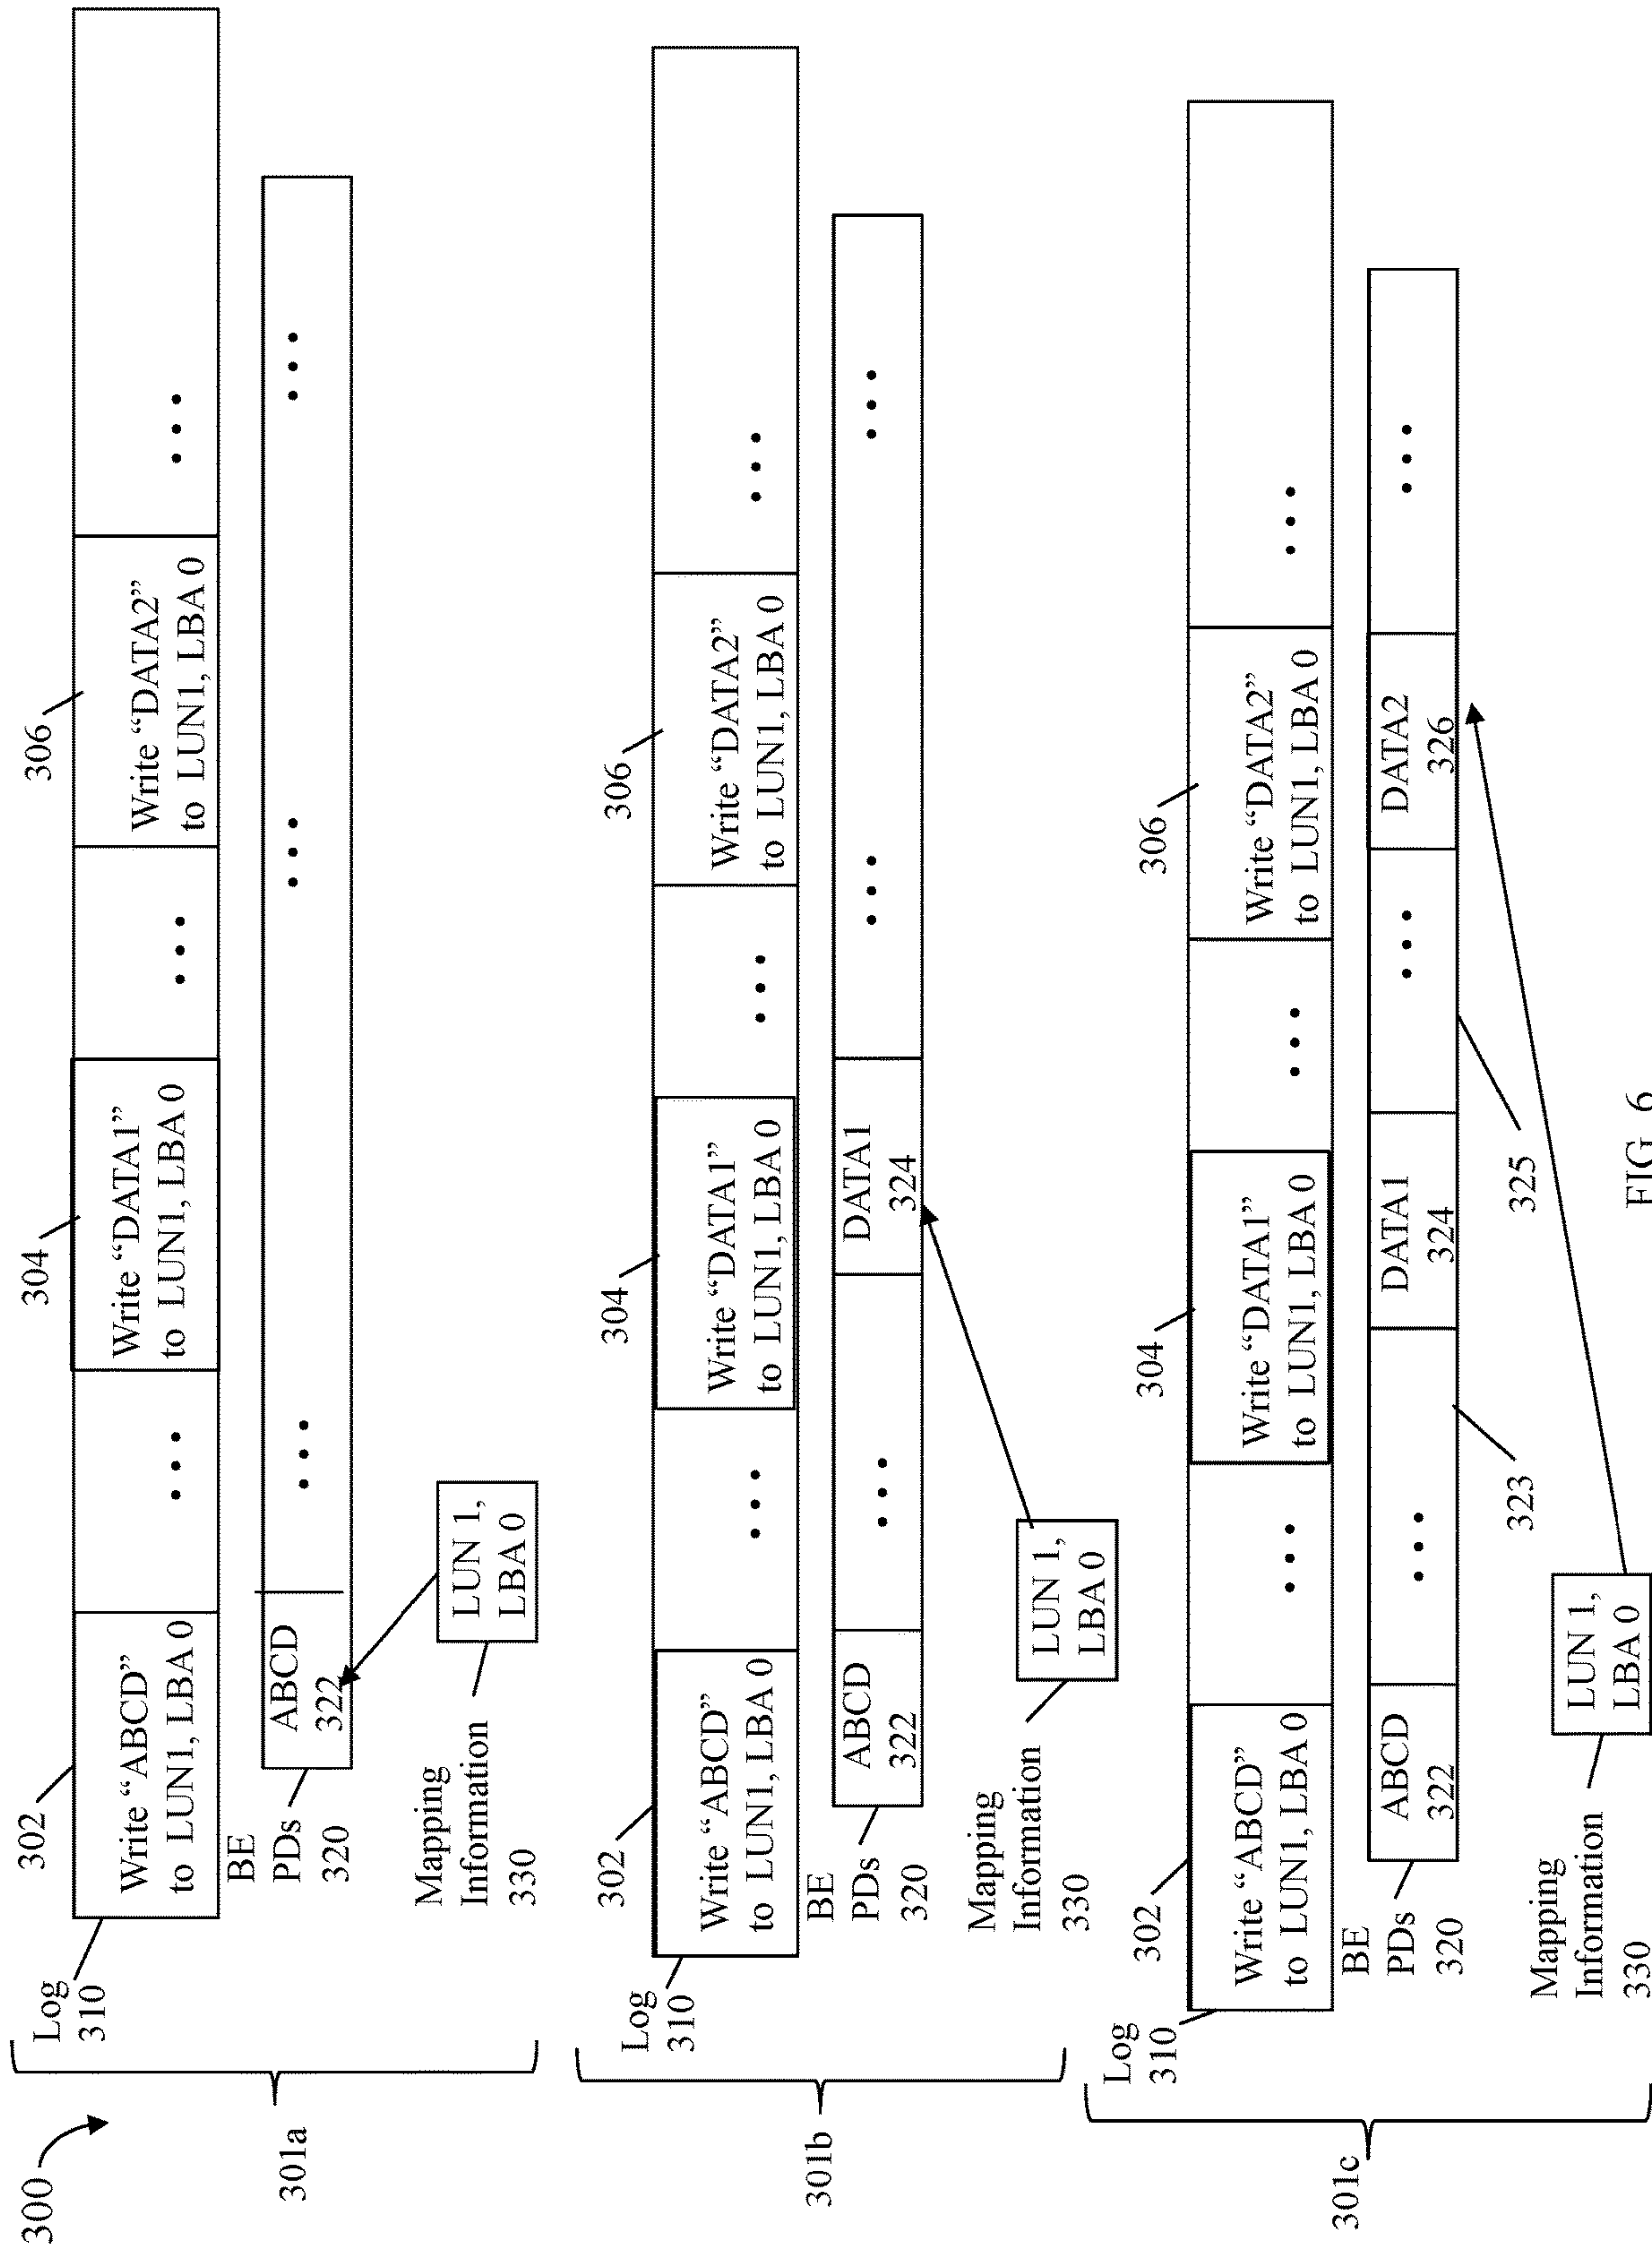 300
301a
Log
310
302
Write “ABCD”
to LUN1, LBA 0
• • •
304
Write “DATA1”
to LUN1, LBA 0
• • •
306
Write “DATA2”
to LUN1, LBA 0
• • •
BE
PDs
320
ABCD
322
• • •
• • •
• • •
Mapping
Information
330
LUN 1,
LBA 0
301b
Log
310
302
Write “ABCD”
to LUN1, LBA 0
• • •
304
Write “DATA1”
to LUN1, LBA 0
• • •
306
Write “DATA2”
to LUN1, LBA 0
• • •
BE
PDs
320
ABCD
322
• • •
DATA1
324
• • •
• • •
Mapping
Information
330
LUN 1,
LBA 0
301c
Log
310
302
Write “ABCD”
to LUN1, LBA 0
• • •
304
Write “DATA1”
to LUN1, LBA 0
• • •
306
Write “DATA2”
to LUN1, LBA 0
• • •
BE
PDs
320
ABCD
322
• • •
323
DATA1
324
• • •
325
DATA2
326
• • •
Mapping
Information
330
LUN 1,
LBA 0
FIG. 6